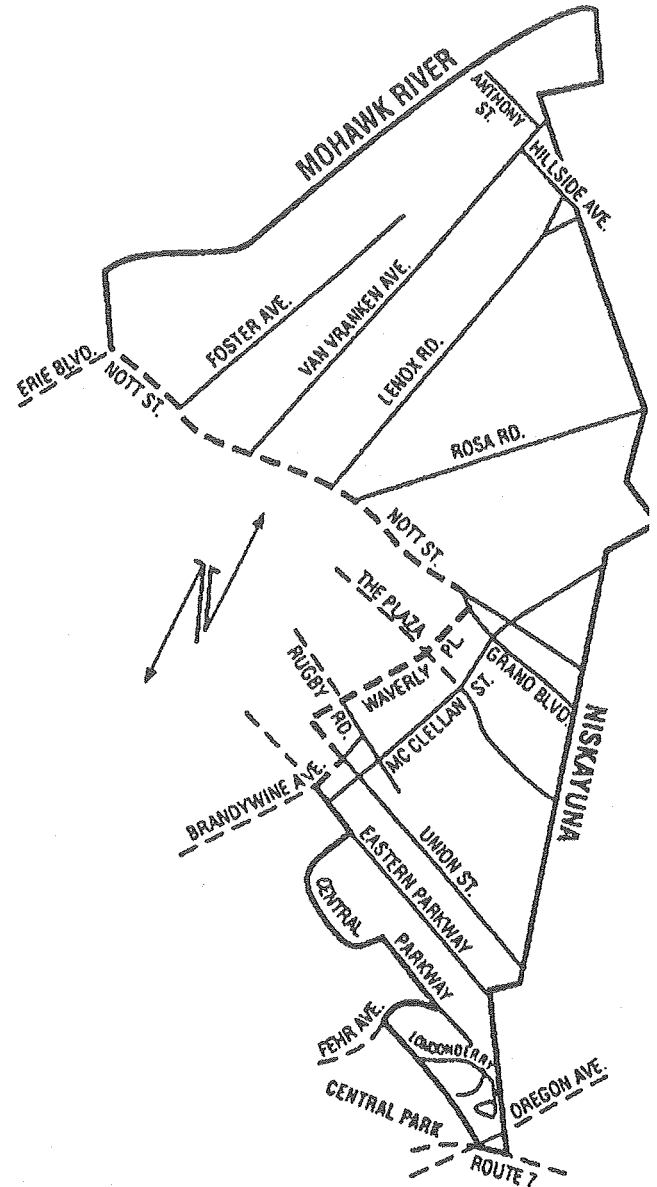 MOHAWK RIVER
ANTHONY
ST.
HILLSIDE AVE.
FOSTER AVE.
VAN VRANKEN AVE.
LENOX RD.
ERIE BLVD.
NOTT ST.
ROSA RD.
NOTT ST.
N
THE PLAZA
PL.
GRAND BLVD.
RUGBY
RD.
WAVERLY
ST.
MC CLELLAN
NISKAYUNA
BRANDYWINE AVE.
UNION ST.
EASTERN PARKWAY
CENTRAL
PARKWAY
FEHR AVE.
LONDONDERRY
CENTRAL PARK
OREGON AVE.
ROUTE 7